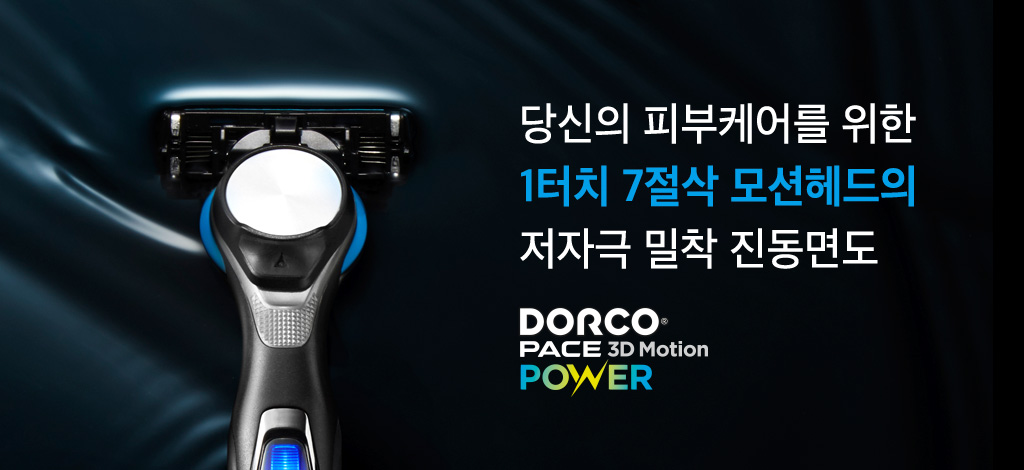 당신의 피부케어를 위한
1터치 7절삭 모션헤드의
저자극 밀착 진동면도
DORCO®
PACE 3D Motion
POWER